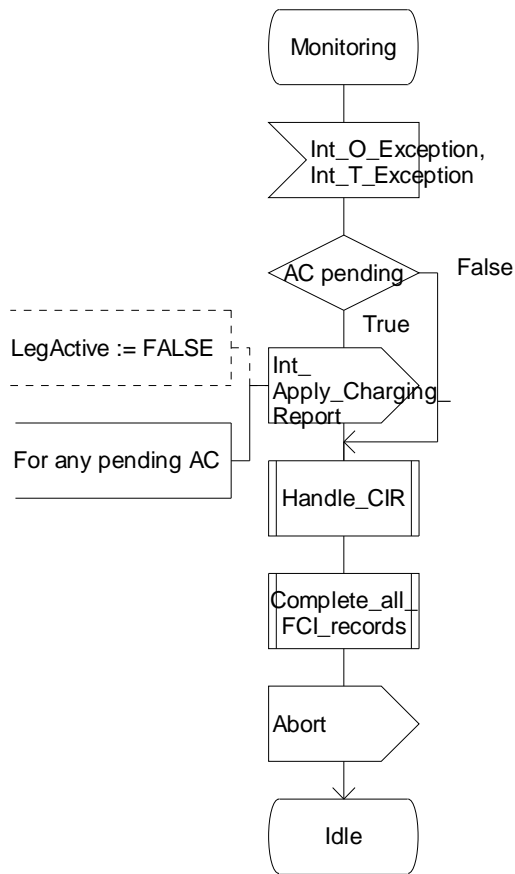 Monitoring
Int_O_Exception,
Int_T_Exception
AC pending
False
True
LegActive := FALSE
Int_
Apply_Charging_
Report
For any pending AC
Handle_CIR
Complete_all_
FCI_records
Abort
Idle